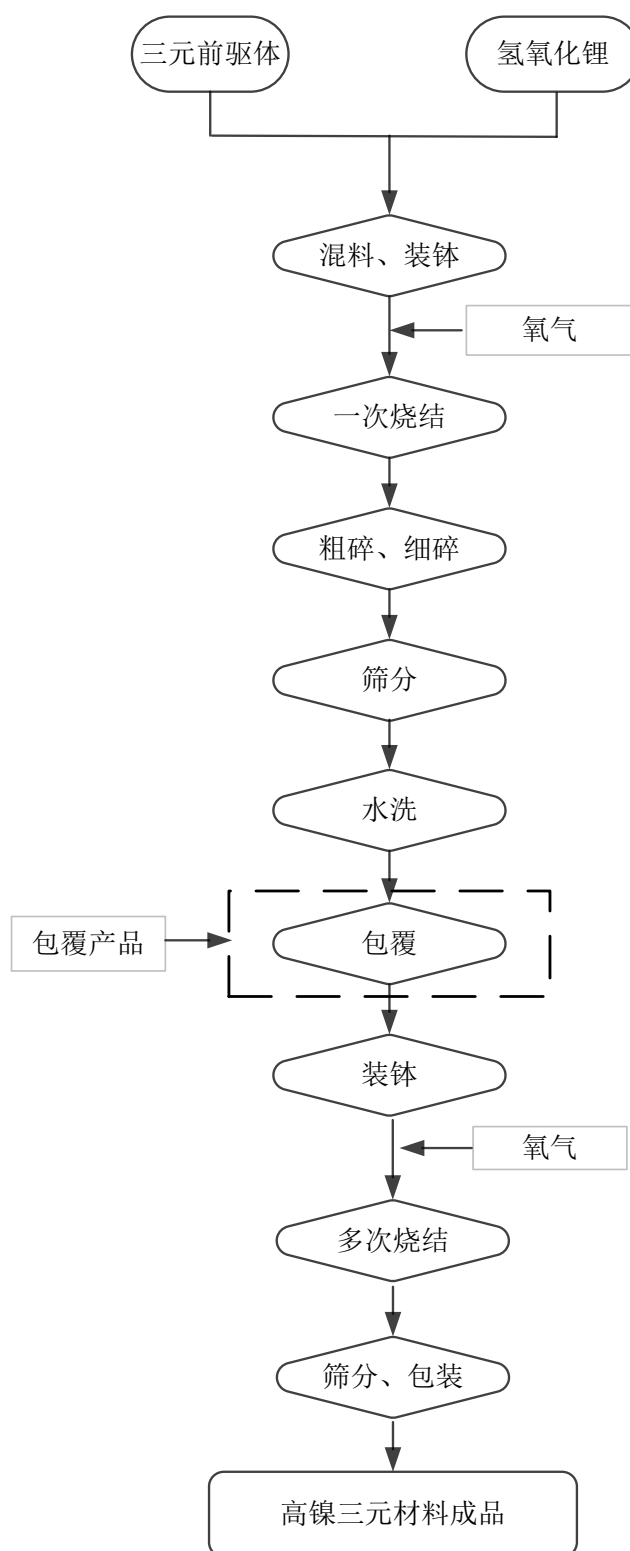 三元前驱体
氢氧化锂
混料、装钵
氧气
一次烧结
粗碎、细碎
筛分
水洗
包覆产品
包覆
装钵
氧气
多次烧结
筛分、包装
高镍三元材料成品